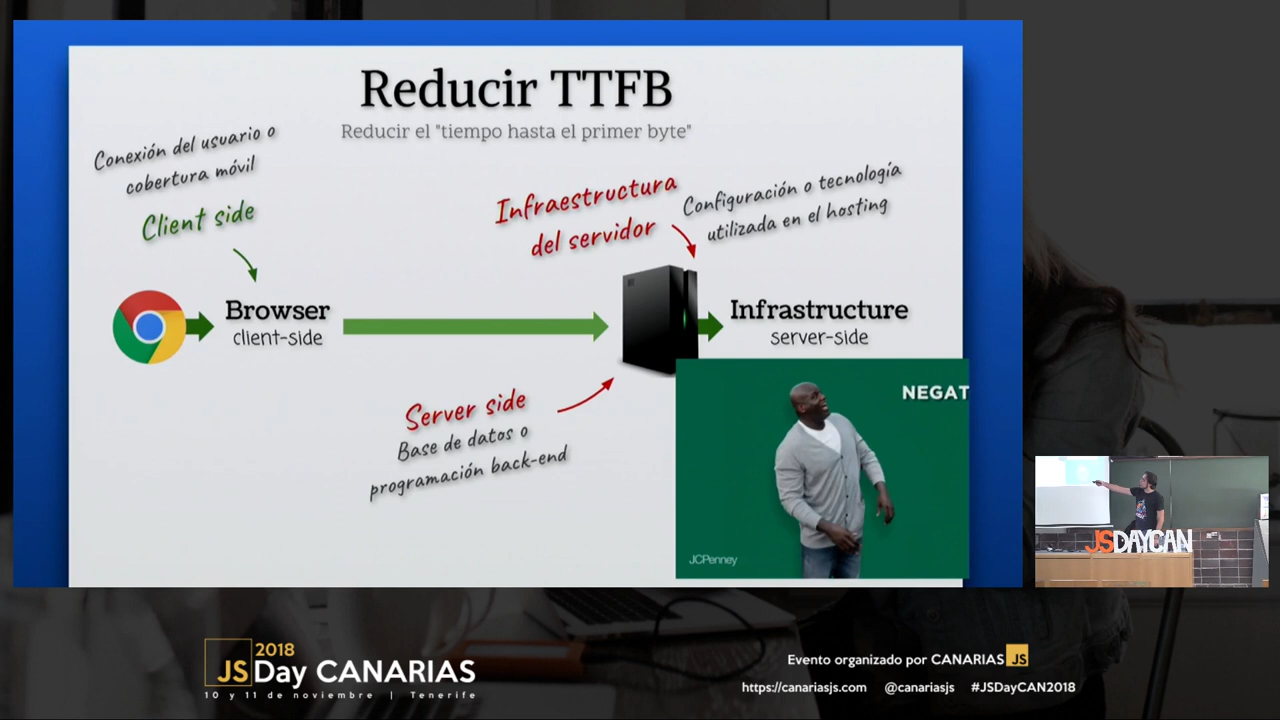 Reducir TTFB
Reducir el "tiempo hasta el primer byte"
Conexión del usuario o
cobertura móvil
Client side
Infraestructura
del servidor
Configuración o tecnología
utilizada en el hosting
Browser
client-side
Infrastructure
server-side
Server side
Base de datos o
programación back-end
NEGAT
JCPenney
JSDAYCAN
2018
JSDay CANARIAS
10 y 11 de noviembre | Tenerife
Evento organizado por CANARIAS JS
https://canariasjs.com @canariasjs #JSDayCAN2018